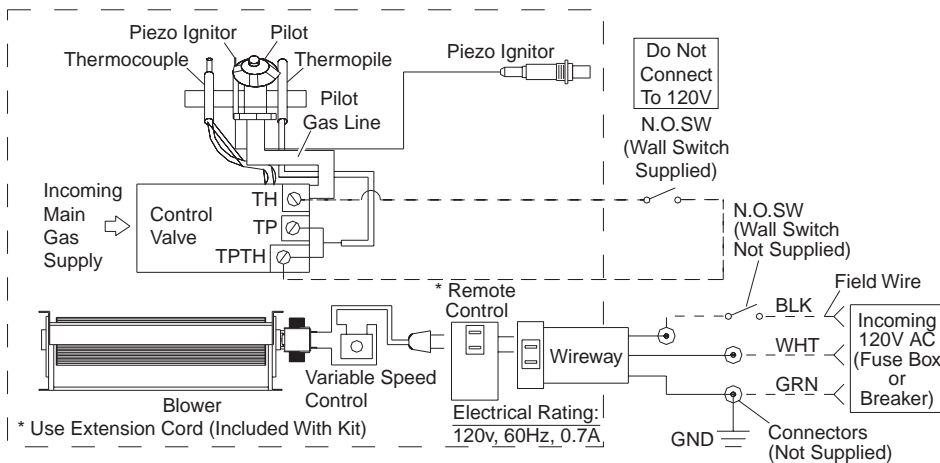 Piezo Ignitor
Pilot
Thermocouple
Thermopile
Pilot
Gas Line
Piezo Ignitor
Do Not
Connect
To 120V
N.O.SW
(Wall Switch
Supplied)
Incoming
Main
Gas
Supply
Control
Valve
TH
TP
TPTH
N.O.SW
(Wall Switch
Not Supplied)
Field Wire
* Remote
Control
BLK
WHT
GRN
Incoming
120V AC
(Fuse Box
or
Breaker)
Wireway
Variable Speed
Control
Blower
* Use Extension Cord (Included With Kit)
Electrical Rating:
120v, 60Hz, 0.7A
GND
Connectors
(Not Supplied)